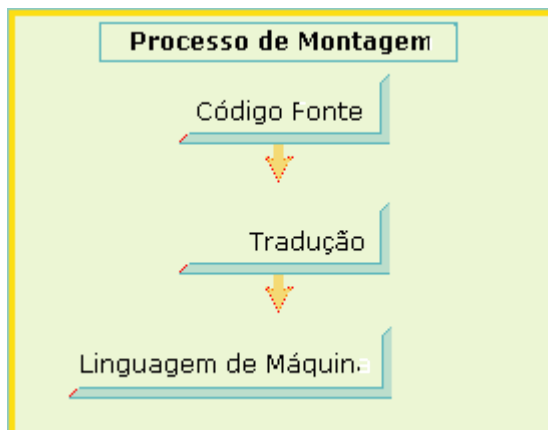 Processo de Montagem
Código Fonte
Tradução
Linguagem de Máquina